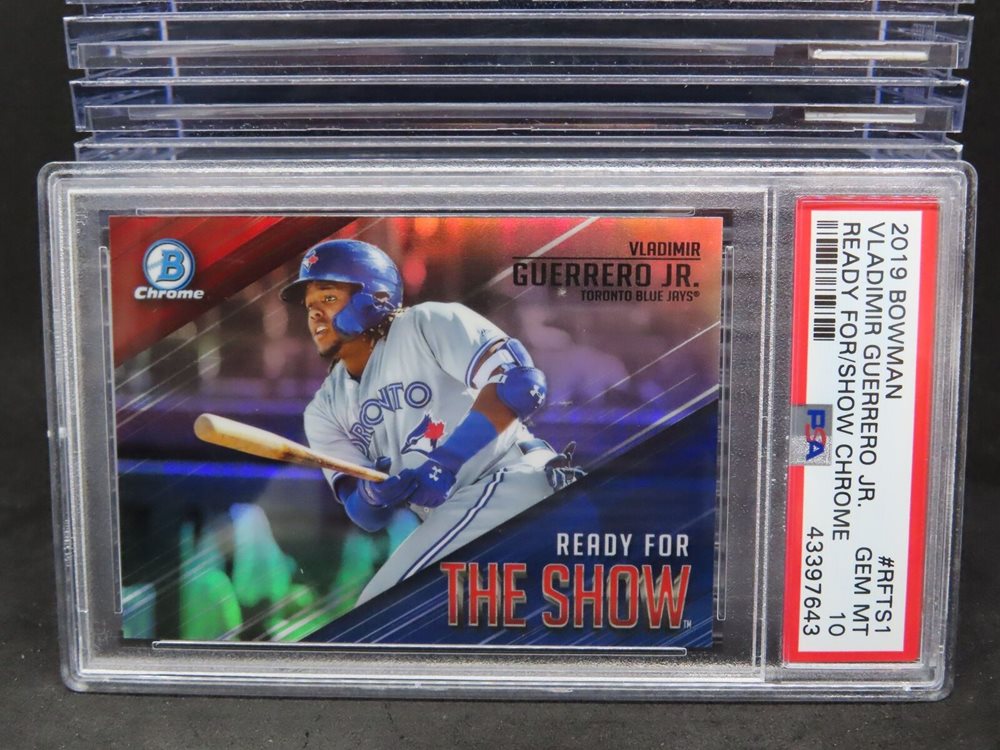 B
Chrome
VLADIMIR
GUERRERO JR.
TORONTO BLUE JAYS®
ORONTO
READY FOR
THE SHOW™
2019 BOWMAN
#RFTS1
VLADIMIR GUERRERO JR.
GEM MT
READY FOR/SHOW CHROME
10
PSA
43397643